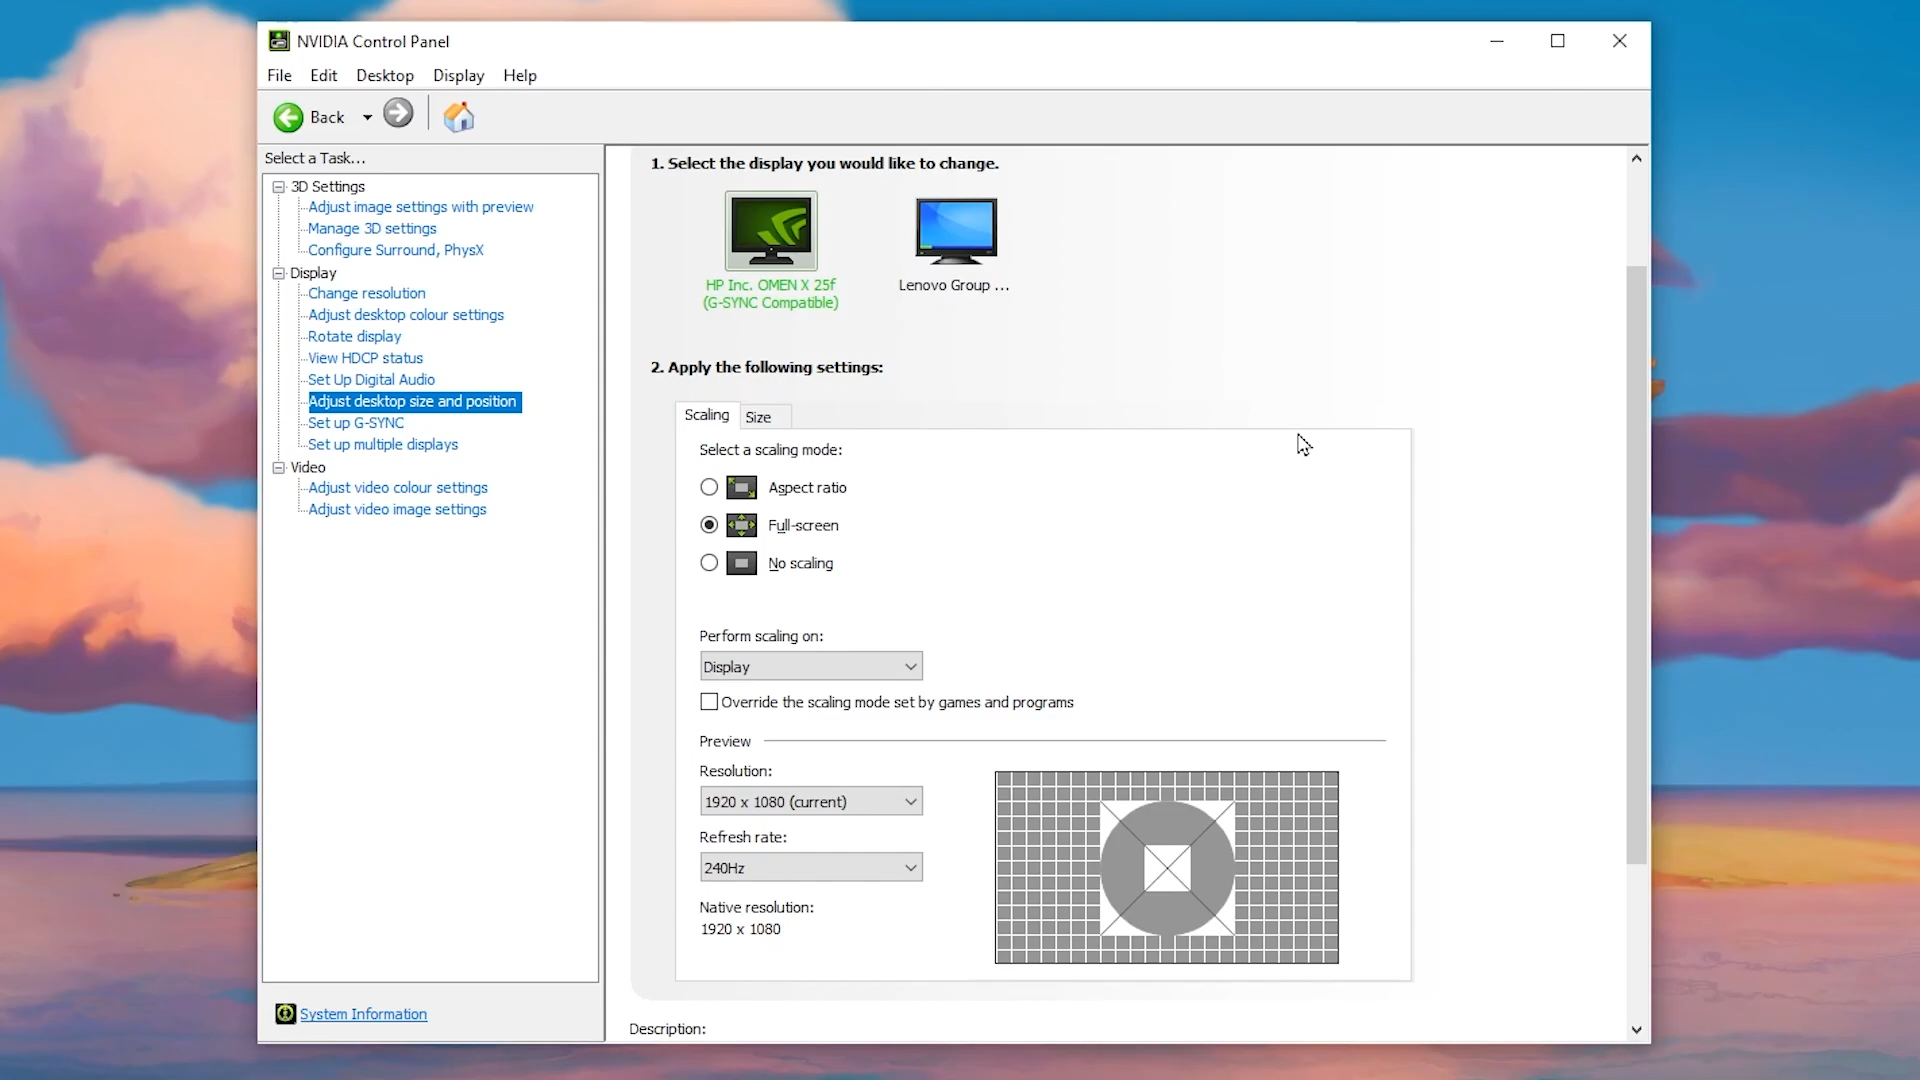 NVIDIA Control Panel
File Edit Desktop Display Help
Back
Select a Task...
3D Settings
Adjust image settings with preview
Manage 3D settings
Configure Surround, PhysX
Display
Change resolution
Adjust desktop colour settings
Rotate display
View HDCP status
Set Up Digital Audio
Adjust desktop size and position
Set up G-SYNC
Set up multiple displays
Video
Adjust video colour settings
Adjust video image settings
System Information
1. Select the display you would like to change.
HP Inc. OMEN X 25f
(G-SYNC Compatible)
Lenovo Group ...
2. Apply the following settings:
Scaling Size
Select a scaling mode:
Aspect ratio
Full-screen
No scaling
Perform scaling on:
Display
Override the scaling mode set by games and programs
Preview
Resolution:
1920 x 1080 (current)
Refresh rate:
240Hz
Native resolution:
1920 x 1080
Description: